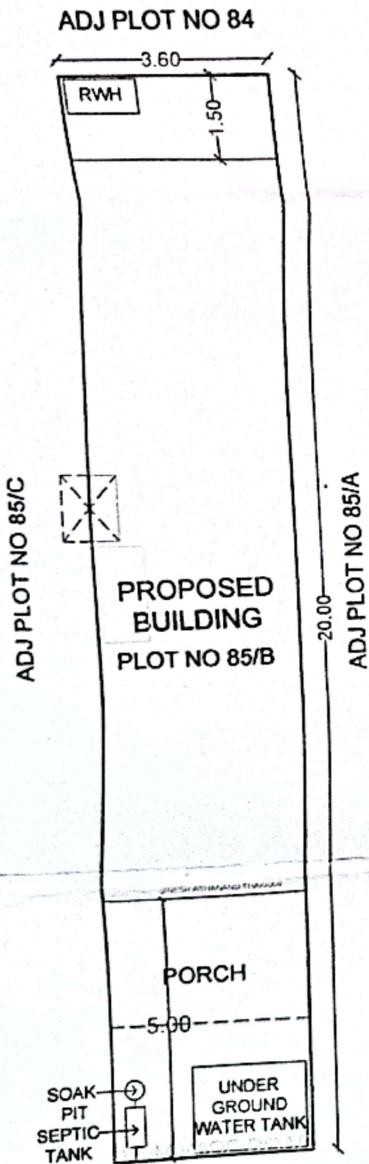 ADJ PLOT NO 84
3.60
RWH
1.50
ADJ PLOT NO 85/C
PROPOSED
BUILDING
PLOT NO 85/B
20.00
ADJ PLOT NO 85/A
PORCH
5.00
SOAK
PIT
SEPTIC
TANK
UNDER
GROUND
WATER TANK